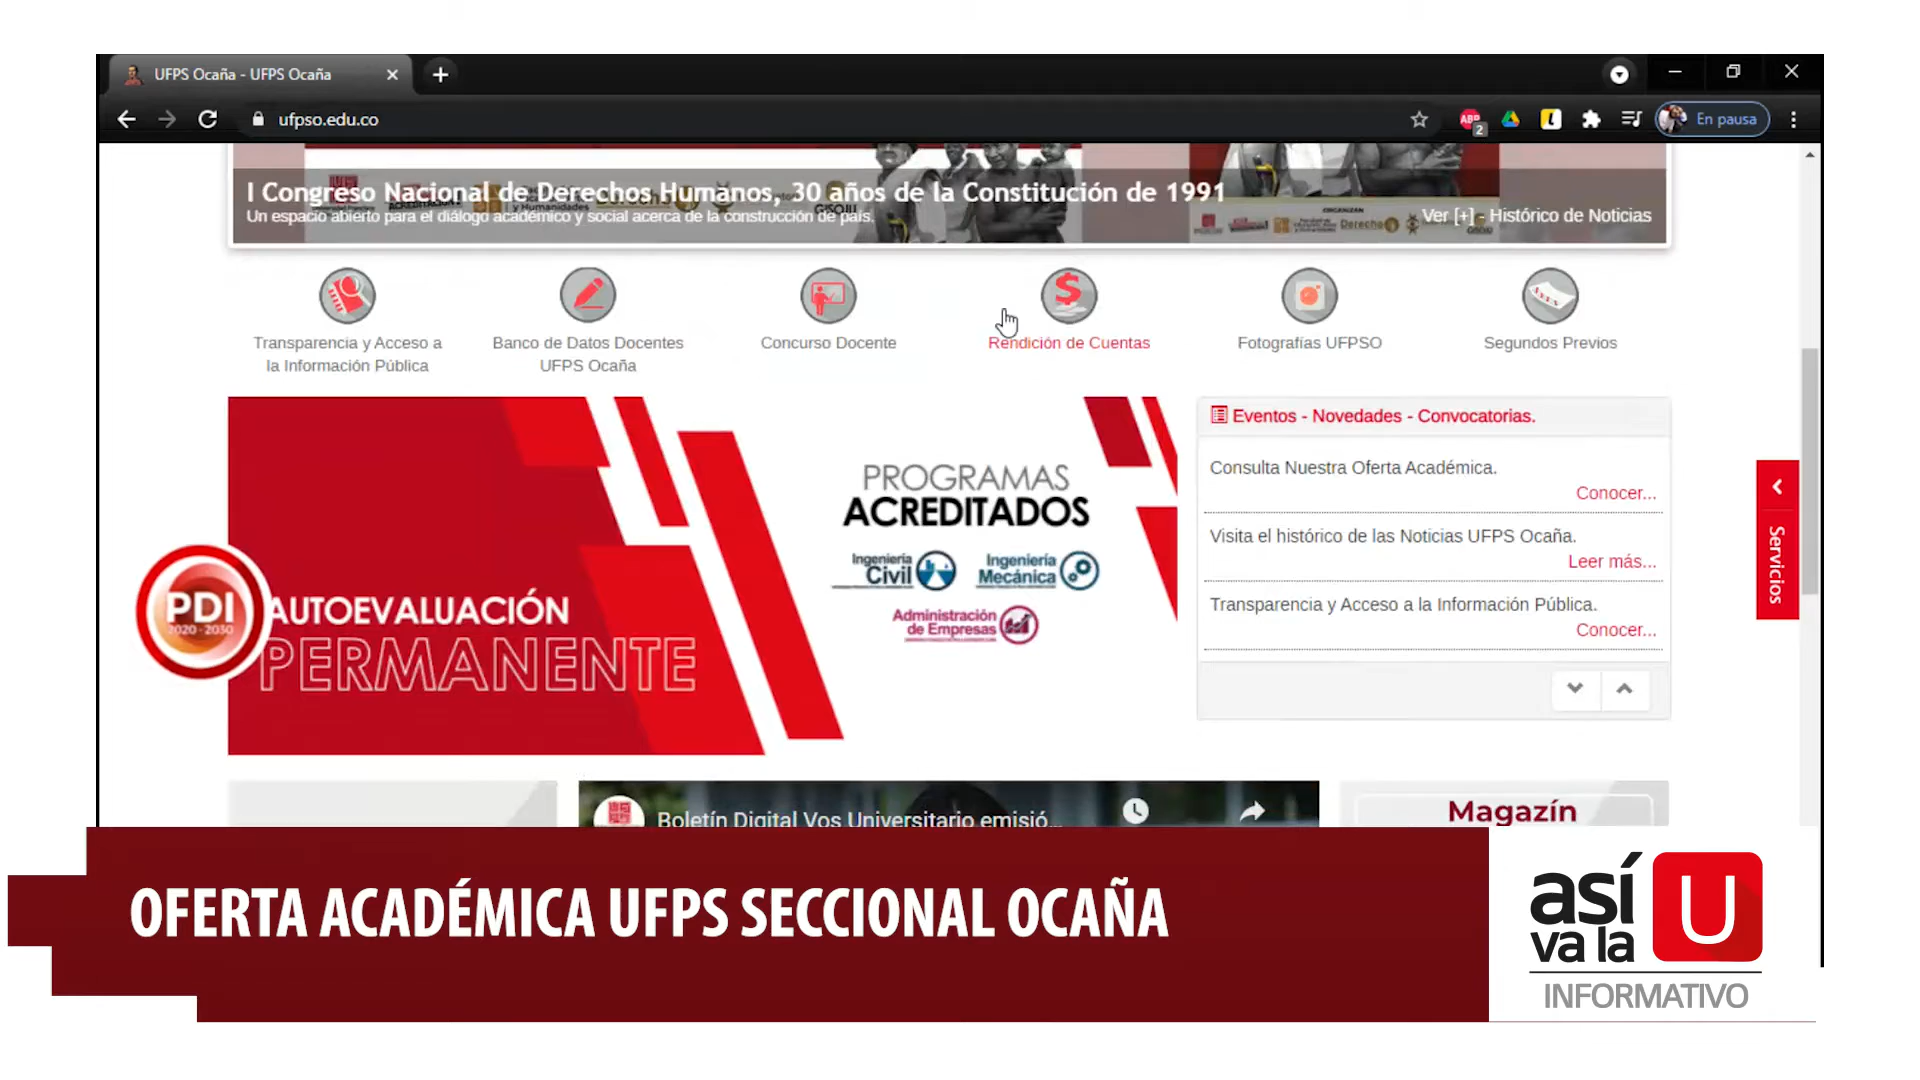 UFPS Ocaña - UFPS Ocaña
ufpso.edu.co
ABP
2
En pausa
I Congreso Nacional de Derechos Humanos, 30 años de la Constitución de 1991
Un espacio abierto para el diálogo académico y social acerca de la construcción de país.
Ver [+] - Histórico de Noticias
Transparencia y Acceso a
la Información Pública
Banco de Datos Docentes
UFPS Ocaña
Concurso Docente
Rendición de Cuentas
Fotografías UFPSO
Segundos Previos
PDI
2020 - 2030
AUTOEVALUACIÓN
PERMANENTE
PROGRAMAS
ACREDITADOS
Ingeniería
Civil
Ingeniería
Mecánica
Administración
de Empresas
Eventos - Novedades - Convocatorias.
Consulta Nuestra Oferta Académica.
Conocer...
Visita el histórico de las Noticias UFPS Ocaña.
Leer más...
Transparencia y Acceso a la Información Pública.
Conocer...
Servicios
Boletín Digital Vos Universitario emisió...
Magazín
OFERTA ACADÉMICA UFPS SECCIONAL OCAÑA
así
va la
U
INFORMATIVO